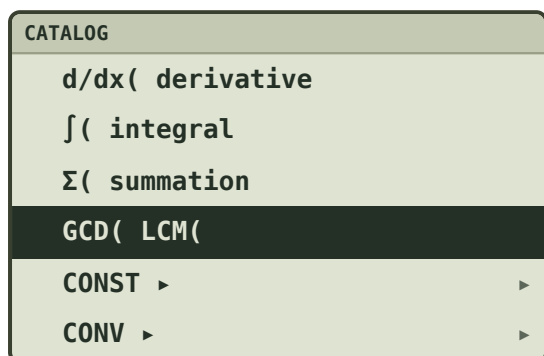 CATALOG
d/dx( derivative
∫( integral
Σ( summation
GCD( LCM(
CONST ▸ ▸
CONV ▸ ▸